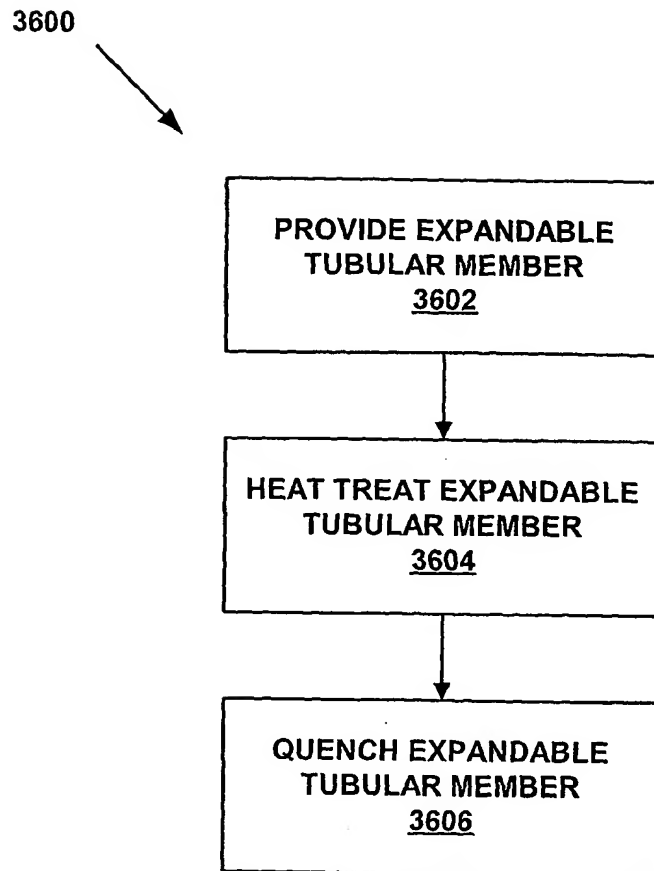 3600
PROVIDE EXPANDABLE
TUBULAR MEMBER
3602
HEAT TREAT EXPANDABLE
TUBULAR MEMBER
3604
QUENCH EXPANDABLE
TUBULAR MEMBER
3606